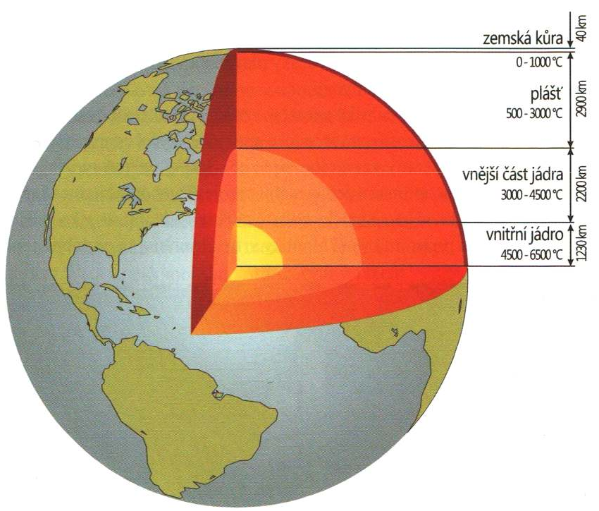 zemská kůra
40 km
0 - 1000 °C
plášť
500 - 3000 °C
2900 km
vnější část jádra
3000 - 4500 °C
2200 km
vnitřní jádro
4500 - 6500 °C
1230 km